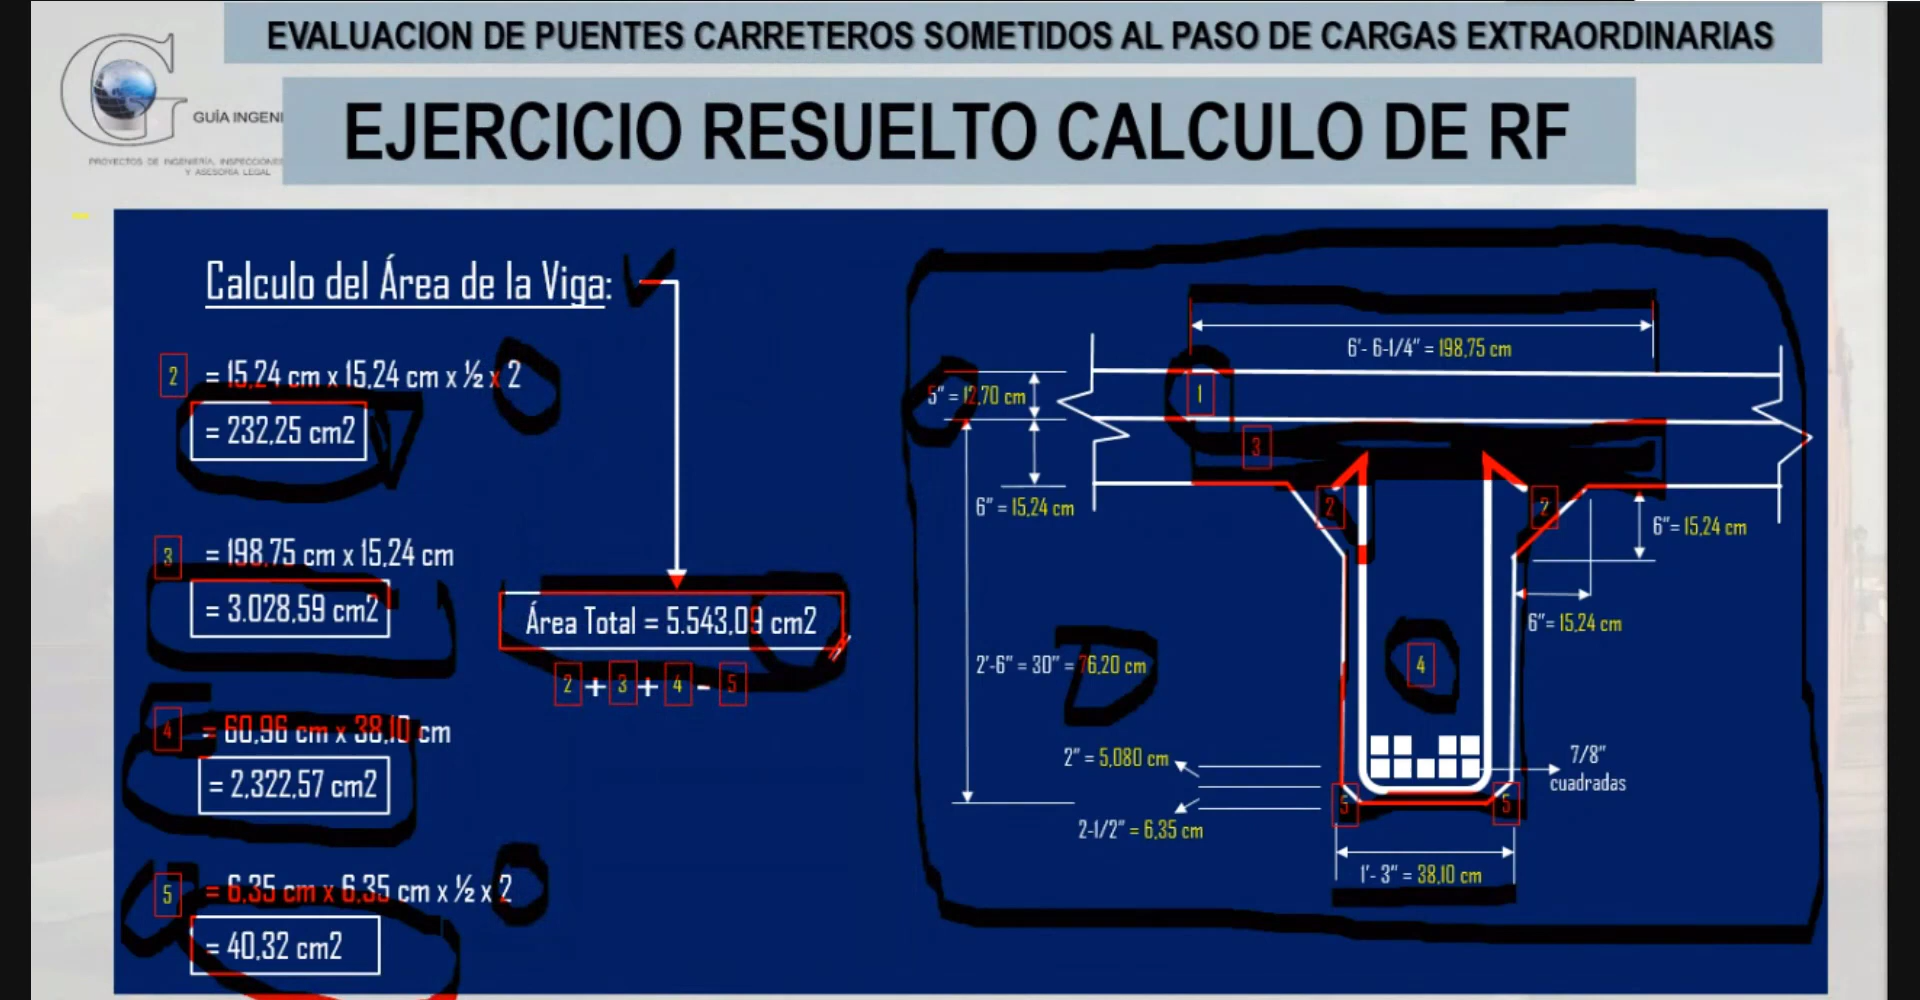 EVALUACION DE PUENTES CARRETEROS SOMETIDOS AL PASO DE CARGAS EXTRAORDINARIAS
GUÍA INGENI
PROYECTOS DE INGENIERÍA, INSPECCIONE
Y ASESORIA LEGAL
EJERCICIO RESUELTO CALCULO DE RF
Calculo del Área de la Viga:
2 = 15,24 cm x 15,24 cm x ½ x 2
= 232,25 cm2
3 = 198,75 cm x 15,24 cm
= 3.028,59 cm2
4 = 60,96 cm x 38,10 cm
= 2,322,57 cm2
5 = 6,35 cm x 6,35 cm x ½ x 2
= 40,32 cm2
Área Total = 5.543,09 cm2
2 + 3 + 4 - 5
6'- 6-1/4" = 198,75 cm
5" = 12,70 cm
1
3
6" = 15,24 cm
2
2
6"= 15,24 cm
6"= 15,24 cm
2'-6" = 30" = 76,20 cm
4
2" = 5,080 cm
7/8"
cuadradas
5
5
2-1/2" = 6,35 cm
1'- 3" = 38,10 cm